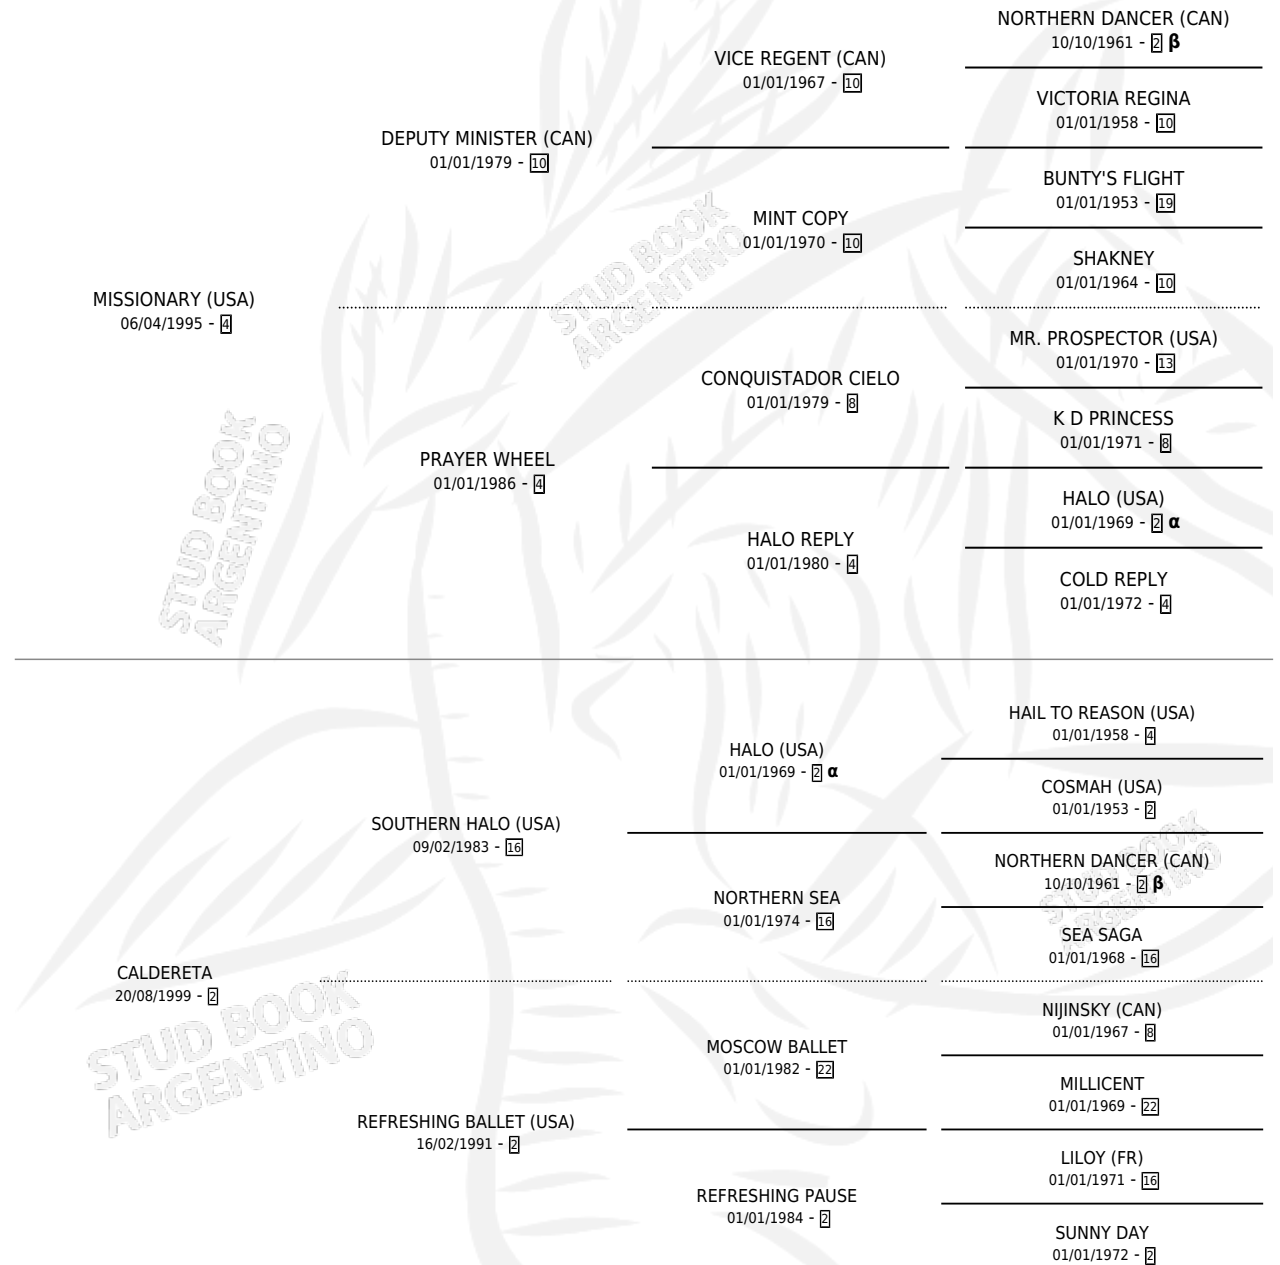 NORTHERN DANCER (CAN)
10/10/1961 - 2 β
VICE REGENT (CAN)
01/01/1967 - 10
VICTORIA REGINA
01/01/1958 - 10
DEPUTY MINISTER (CAN)
01/01/1979 - 10
BUNTY'S FLIGHT
01/01/1953 - 19
MINT COPY
01/01/1970 - 10
SHAKNEY
01/01/1964 - 10
MISSIONARY (USA)
06/04/1995 - 4
MR. PROSPECTOR (USA)
01/01/1970 - 13
CONQUISTADOR CIELO
01/01/1979 - 8
K D PRINCESS
01/01/1971 - 8
PRAYER WHEEL
01/01/1986 - 4
HALO (USA)
01/01/1969 - 2 α
HALO REPLY
01/01/1980 - 4
COLD REPLY
01/01/1972 - 4
HAIL TO REASON (USA)
01/01/1958 - 4
HALO (USA)
01/01/1969 - 2 α
COSMAH (USA)
01/01/1953 - 2
SOUTHERN HALO (USA)
09/02/1983 - 16
NORTHERN DANCER (CAN)
10/10/1961 - 2 β
NORTHERN SEA
01/01/1974 - 16
SEA SAGA
01/01/1968 - 16
CALDERETA
20/08/1999 - 2
NIJINSKY (CAN)
01/01/1967 - 8
MOSCOW BALLET
01/01/1982 - 22
MILLICENT
01/01/1969 - 22
REFRESHING BALLET (USA)
16/02/1991 - 2
LILOY (FR)
01/01/1971 - 16
REFRESHING PAUSE
01/01/1984 - 2
SUNNY DAY
01/01/1972 - 2
STUD BOOK
ARGENTINO
STUD BOOK
ARGENTINO
STUD BOOK
ARGENTINO
STUD BOOK
ARGENTINO